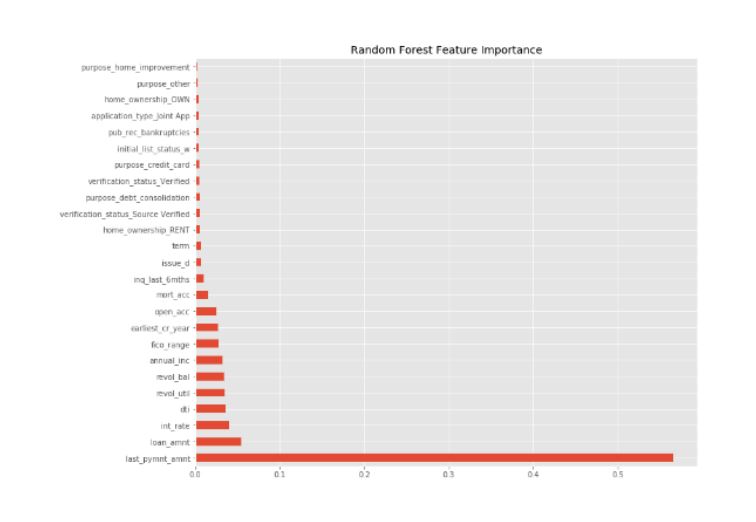 Random Forest Feature Importance
purpose_home_improvement
purpose_other
home_ownership_OWN
application_type_Joint App
pub_rec_bankruptcies
initial_list_status_w
purpose_credit_card
verification_status_Verified
purpose_debt_consolidation
verification_status_Source Verified
home_ownership_RENT
term
issue_d
inq_last_6mths
mort_acc
open_acc
earliest_cr_year
fico_range
annual_inc
revol_bal
revol_util
dti
int_rate
loan_amnt
last_pymnt_amnt
0.0 0.1 0.2 0.3 0.4 0.5